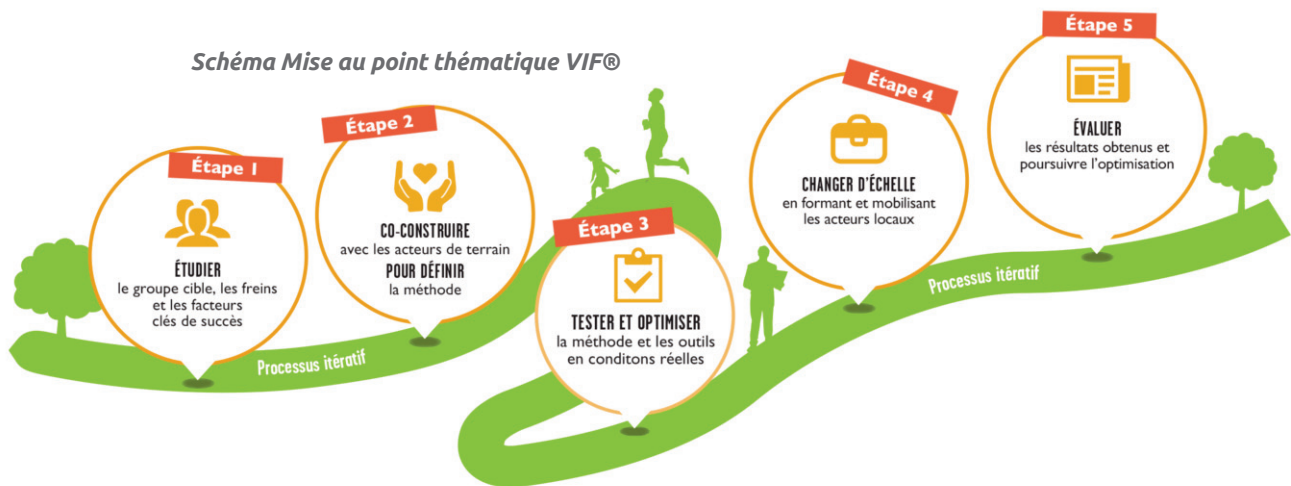 Schéma Mise au point thématique VIF®
Étape 1
ÉTUDIER
le groupe cible, les freins
et les facteurs
clés de succès
Étape 2
CO-CONSTRUIRE
avec les acteurs de terrain
POUR DÉFINIR
la méthode
Étape 3
TESTER ET OPTIMISER
la méthode et les outils
en conditons réelles
Étape 4
CHANGER D'ÉCHELLE
en formant et mobilisant
les acteurs locaux
Étape 5
ÉVALUER
les résultats obtenus et
poursuivre l'optimisation
Processus itératif
Processus itératif